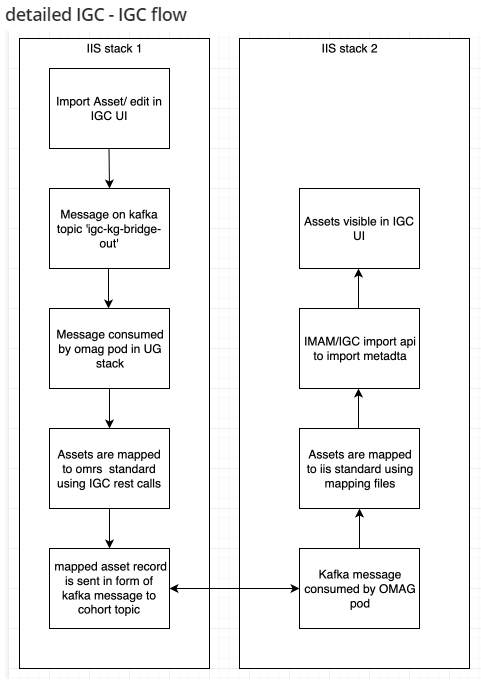 detailed IGC - IGC flow
IIS stack 1
Import Asset/ edit in
IGC UI
Message on kafka
topic 'igc-kg-bridge-
out'
Message consumed
by omag pod in UG
stack
Assets are mapped
to omrs standard
using IGC rest calls
mapped asset record
is sent in form of
kafka message to
cohort topic
IIS stack 2
Assets visible in IGC
UI
IMAM/IGC import api
to import metadta
Assets are mapped
to iis standard using
mapping files
Kafka message
consumed by OMAG
pod